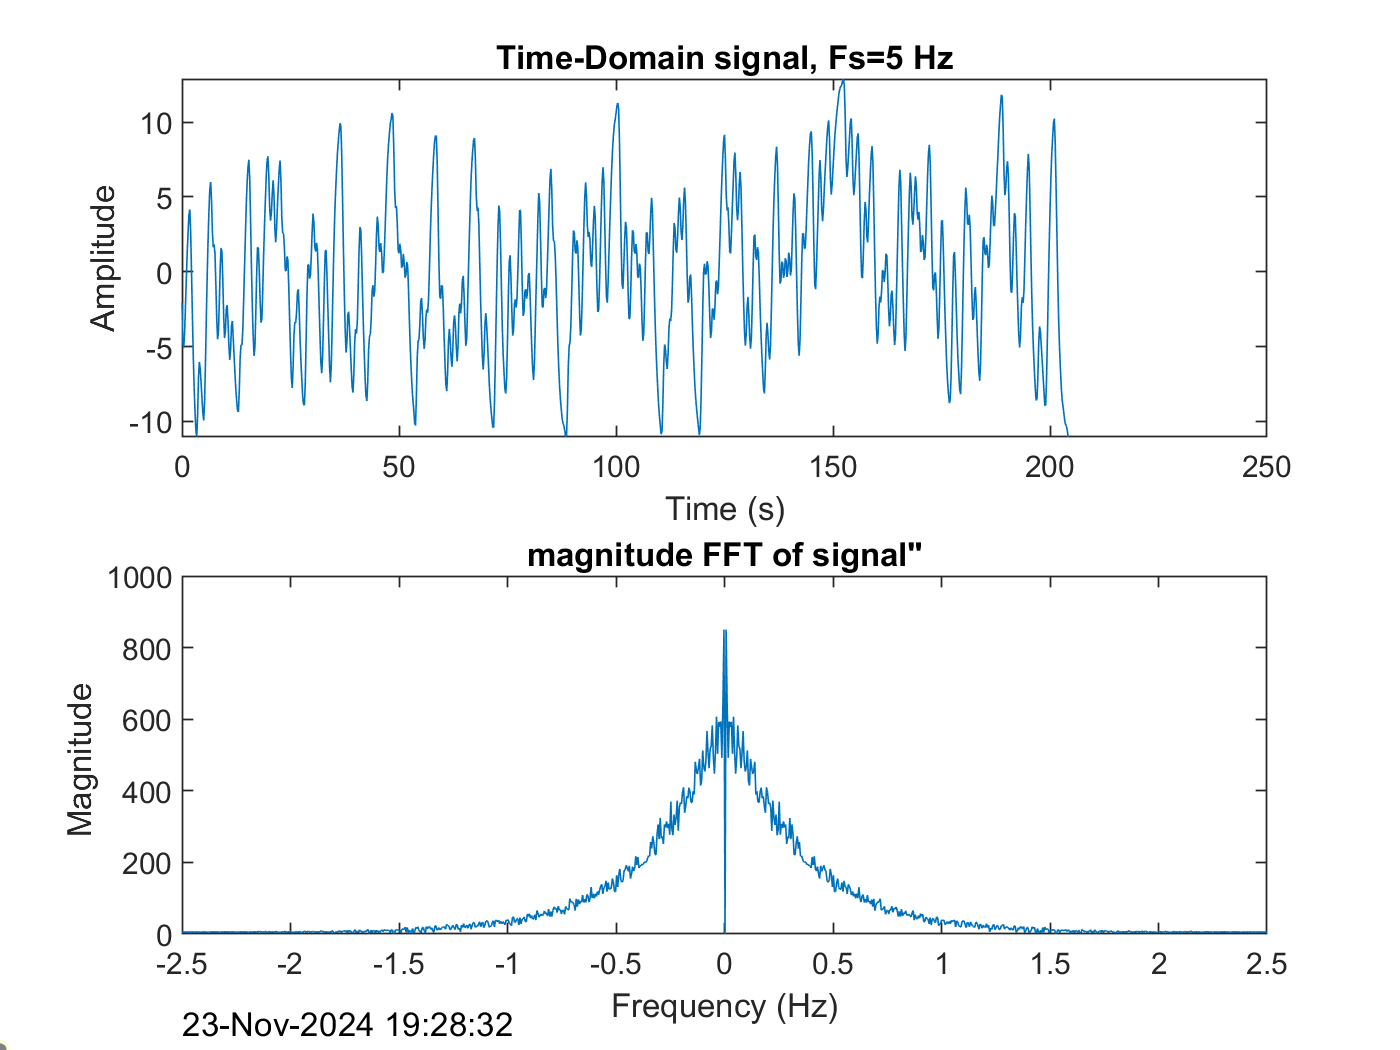 Time-Domain signal, Fs=5 Hz
Amplitude
10
5
0
-5
-10
0 50 100 150 200 250
Time (s)
magnitude FFT of signal"
Magnitude
1000
800
600
400
200
0
-2.5 -2 -1.5 -1 -0.5 0 0.5 1 1.5 2 2.5
Frequency (Hz)
23-Nov-2024 19:28:32